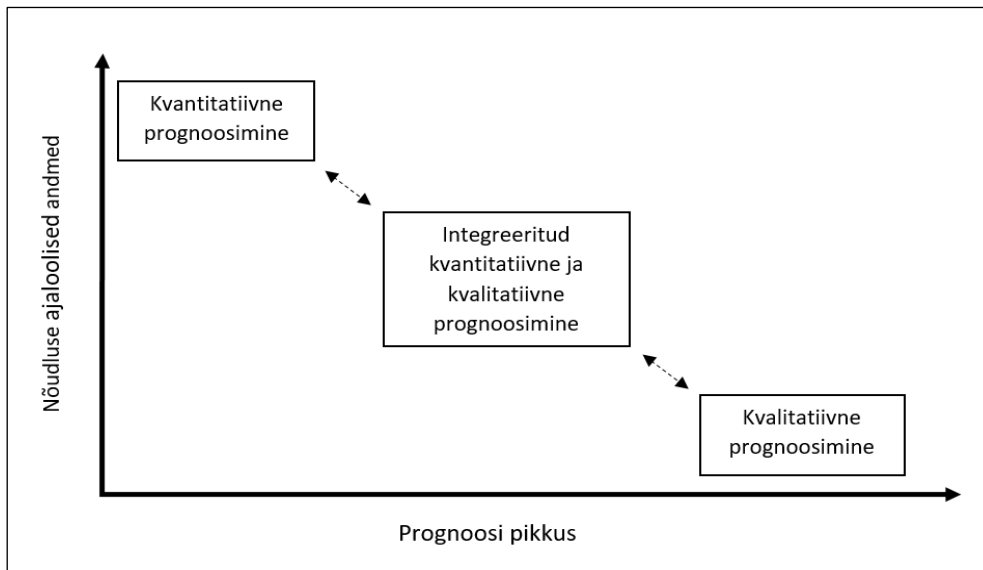 Kvantitatiivne
prognoosimine
Nõudluse ajaloolised andmed
Integreeritud
kvantitatiivne ja
kvalitatiivne
prognoosimine
Kvalitatiivne
prognoosimine
Prognoosi pikkus